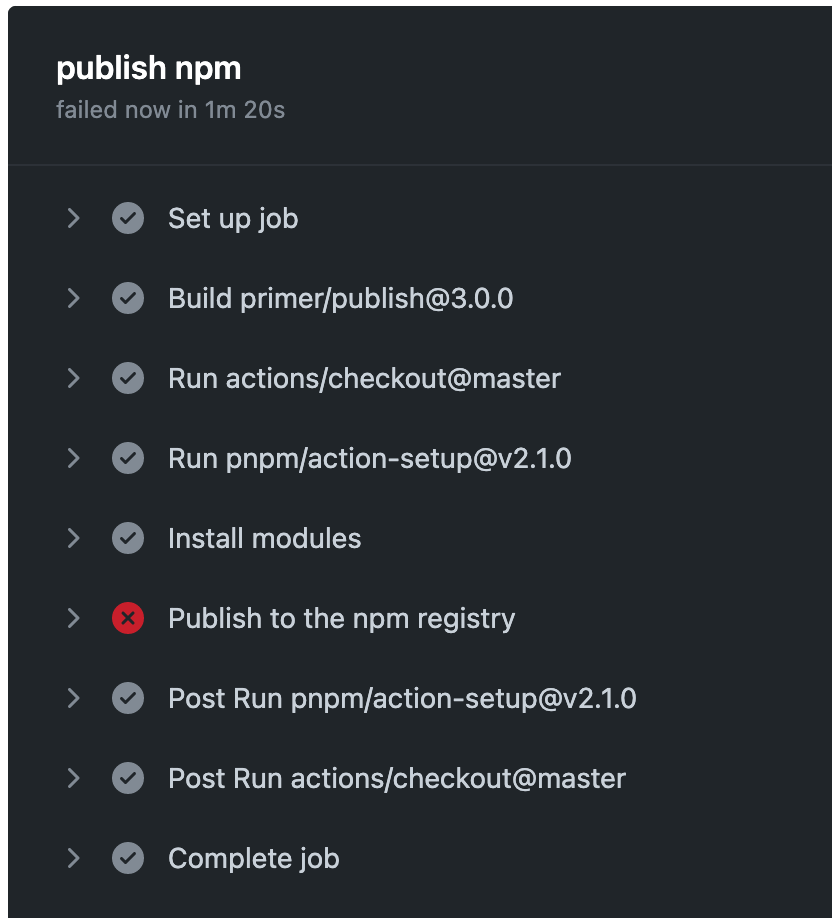 publish npm
failed now in 1m 20s
Set up job
Build primer/publish@3.0.0
Run actions/checkout@master
Run pnpm/action-setup@v2.1.0
Install modules
Publish to the npm registry
Post Run pnpm/action-setup@v2.1.0
Post Run actions/checkout@master
Complete job